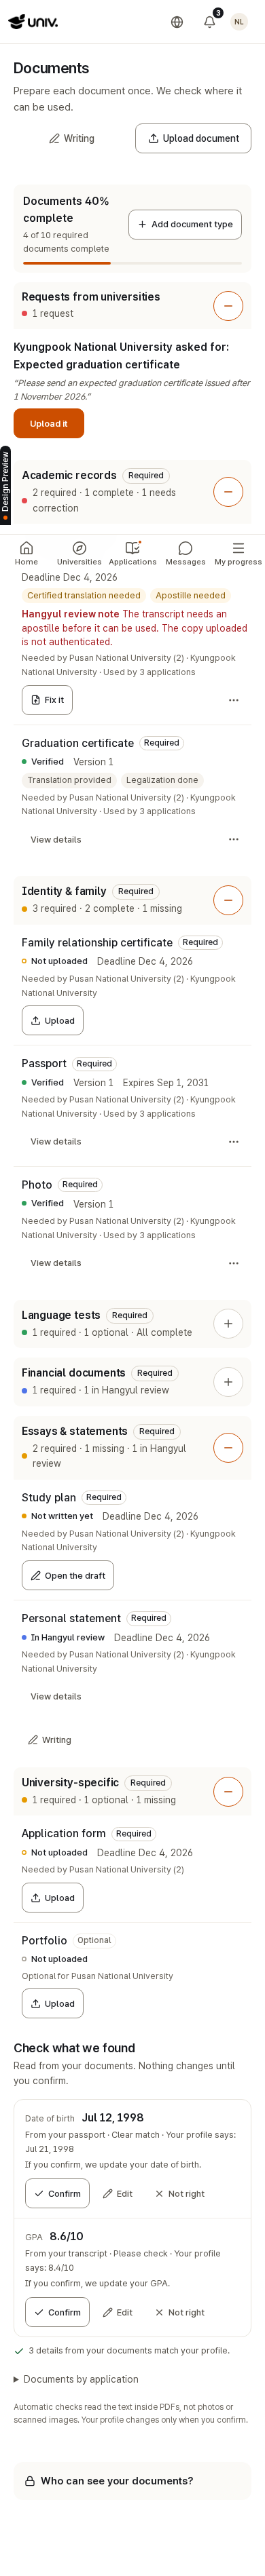 univ.
3
NL
Documents
Prepare each document once. We check where it
can be used.
Writing
Upload document
Documents 40%
complete
4 of 10 required
documents complete
Add document type
Requests from universities
1 request
Kyungpook National University asked for:
Expected graduation certificate
"Please send an expected graduation certificate issued after
1 November 2026."
Upload it
Design Preview
Academic records Required
2 required · 1 complete · 1 needs
correction
Home
Universities
Applications
Messages
My progress
Deadline Dec 4, 2026
Certified translation needed
Apostille needed
Hangyul review note The transcript needs an
apostille before it can be used. The copy uploaded
is not authenticated.
Needed by Pusan National University (2) · Kyungpook
National University · Used by 3 applications
Fix it
Graduation certificate Required
Verified Version 1
Translation provided
Legalization done
Needed by Pusan National University (2) · Kyungpook
National University · Used by 3 applications
View details
Identity & family Required
3 required · 2 complete · 1 missing
Family relationship certificate Required
Not uploaded Deadline Dec 4, 2026
Needed by Pusan National University (2) · Kyungpook
National University
Upload
Passport Required
Verified Version 1 Expires Sep 1, 2031
Needed by Pusan National University (2) · Kyungpook
National University · Used by 3 applications
View details
Photo Required
Verified Version 1
Needed by Pusan National University (2) · Kyungpook
National University · Used by 3 applications
View details
Language tests Required
1 required · 1 optional · All complete
Financial documents Required
1 required · 1 in Hangyul review
Essays & statements Required
2 required · 1 missing · 1 in Hangyul
review
Study plan Required
Not written yet Deadline Dec 4, 2026
Needed by Pusan National University (2) · Kyungpook
National University
Open the draft
Personal statement Required
In Hangyul review Deadline Dec 4, 2026
Needed by Pusan National University (2) · Kyungpook
National University
View details
Writing
University-specific Required
1 required · 1 optional · 1 missing
Application form Required
Not uploaded Deadline Dec 4, 2026
Needed by Pusan National University (2)
Upload
Portfolio Optional
Not uploaded
Optional for Pusan National University
Upload
Check what we found
Read from your documents. Nothing changes until
you confirm.
Date of birth Jul 12, 1998
From your passport · Clear match · Your profile says:
Jul 21, 1998
If you confirm, we update your date of birth.
Confirm
Edit
Not right
GPA 8.6/10
From your transcript · Please check · Your profile
says: 8.4/10
If you confirm, we update your GPA.
Confirm
Edit
Not right
3 details from your documents match your profile.
Documents by application
Automatic checks read the text inside PDFs, not photos or
scanned images. Your profile changes only when you confirm.
Who can see your documents?